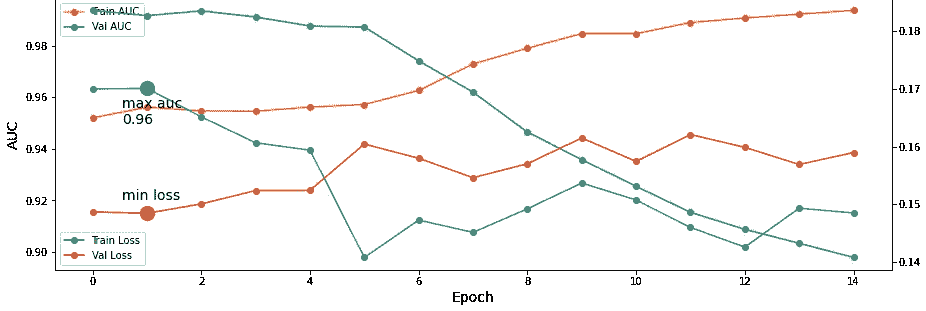 Train AUC
Val AUC
0.98
0.96
0.94
0.92
0.90
AUC
max auc
0.96
min loss
Train Loss
Val Loss
0.18
0.17
0.16
0.15
0.14
0
2
4
6
8
10
12
14
Epoch